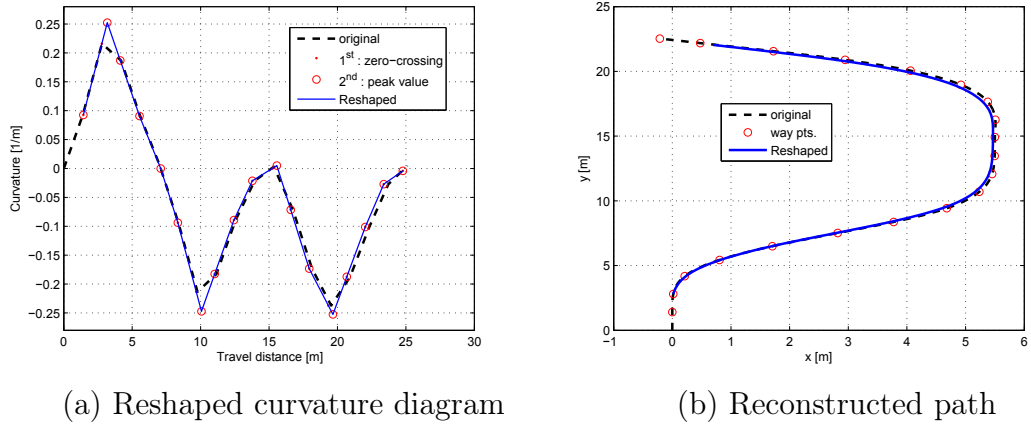 0.25
0.2
0.15
0.1
0.05
0
−0.05
−0.1
−0.15
−0.2
−0.25
Curvature [1/m]
original
1st : zero−crossing
2nd : peak value
Reshaped
0 5 10 15 20 25 30
Travel distance [m]
(a) Reshaped curvature diagram
25
20
15
10
5
0
y [m]
original
way pts.
Reshaped
−1 0 1 2 3 4 5 6
x [m]
(b) Reconstructed path